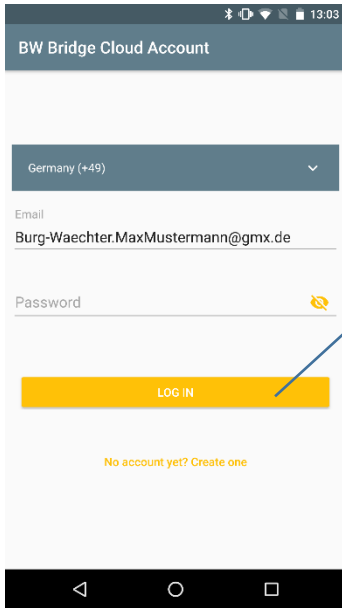 13:03
BW Bridge Cloud Account
Germany (+49)
Email
Burg-Waechter.MaxMustermann@gmx.de
Password
LOG IN
No account yet? Create one